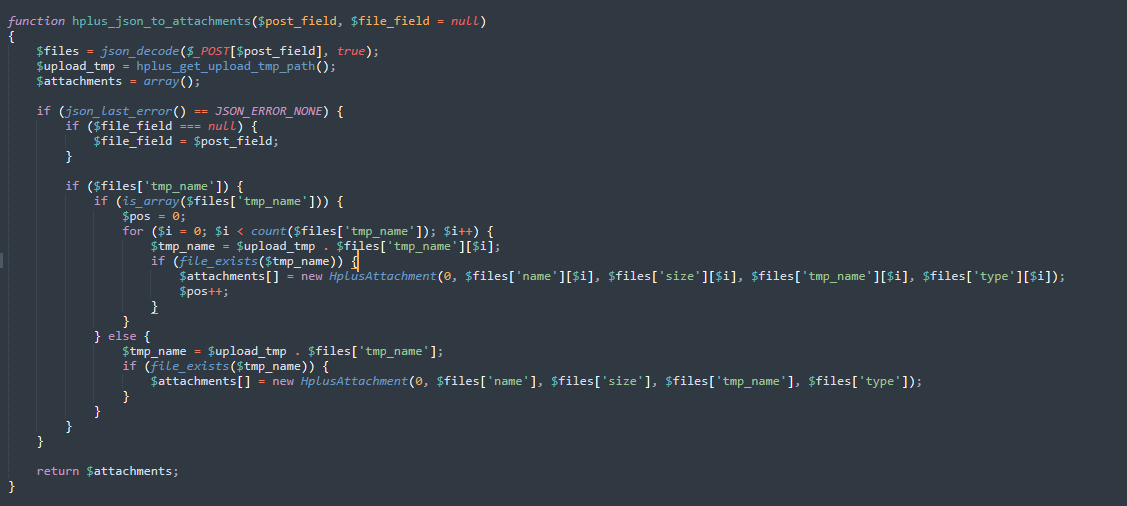 function hplus_json_to_attachments($post_field, $file_field = null)
{
    $files = json_decode($_POST[$post_field], true);
    $upload_tmp = hplus_get_upload_tmp_path();
    $attachments = array();

    if (json_last_error() == JSON_ERROR_NONE) {
        if ($file_field === null) {
            $file_field = $post_field;
        }

        if ($files['tmp_name']) {
            if (is_array($files['tmp_name'])) {
                $pos = 0;
                for ($i = 0; $i < count($files['tmp_name']); $i++) {
                    $tmp_name = $upload_tmp . $files['tmp_name'][$i];
                    if (file_exists($tmp_name)) {
                        $attachments[] = new HplusAttachment(0, $files['name'][$i], $files['size'][$i], $files['tmp_name'][$i], $files['type'][$i]);
                        $pos++;
                    }
                }
            } else {
                $tmp_name = $upload_tmp . $files['tmp_name'];
                if (file_exists($tmp_name)) {
                    $attachments[] = new HplusAttachment(0, $files['name'], $files['size'], $files['tmp_name'], $files['type']);
                }
            }
        }
    }

    return $attachments;
}